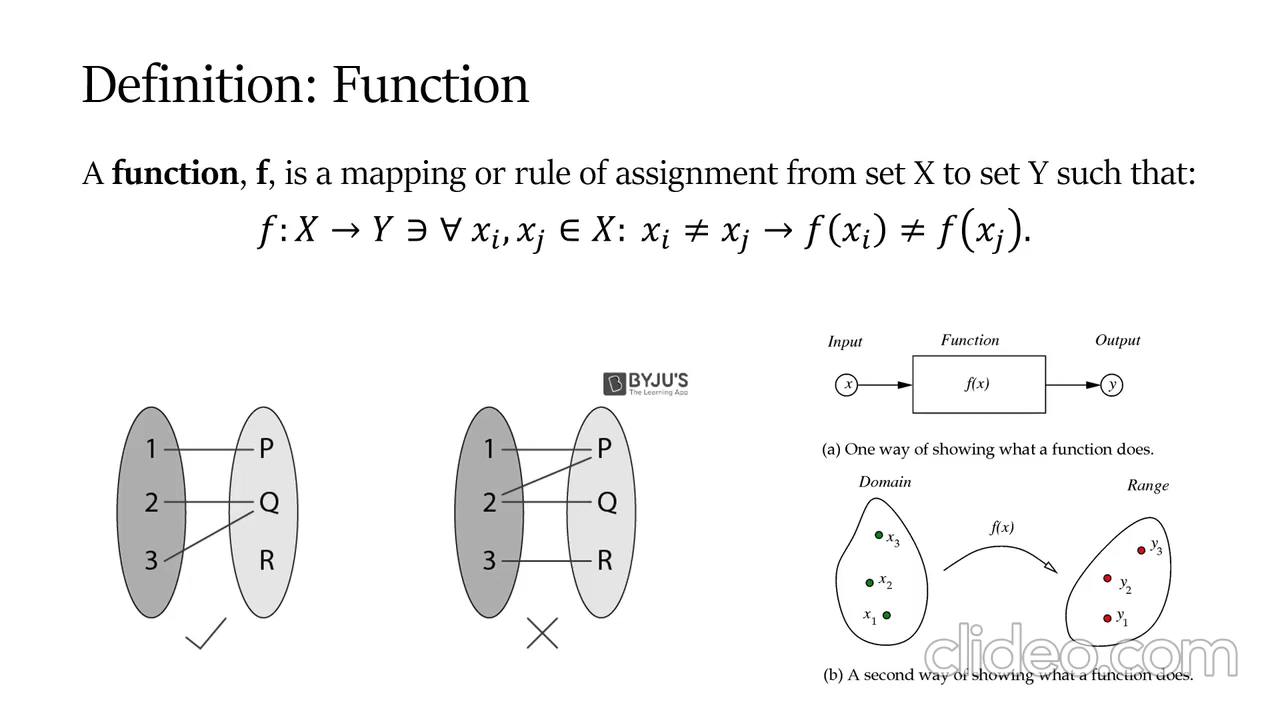 Definition: Function
A function, f, is a mapping or rule of assignment from set X to set Y such that:
f: X → Y ∋ ∀ xᵢ, xⱼ ∈ X: xᵢ ≠ xⱼ → f(xᵢ) ≠ f(xⱼ).
BYJU'S
The Learning App
1 P
2 Q
3 R
1 P
2 Q
3 R
Input Function Output
x f(x) y
(a) One way of showing what a function does.
Domain Range
f(x)
x₃ y₃
x₂ y₂
x₁ y₁
clideo.com
(b) A second way of showing what a function does.